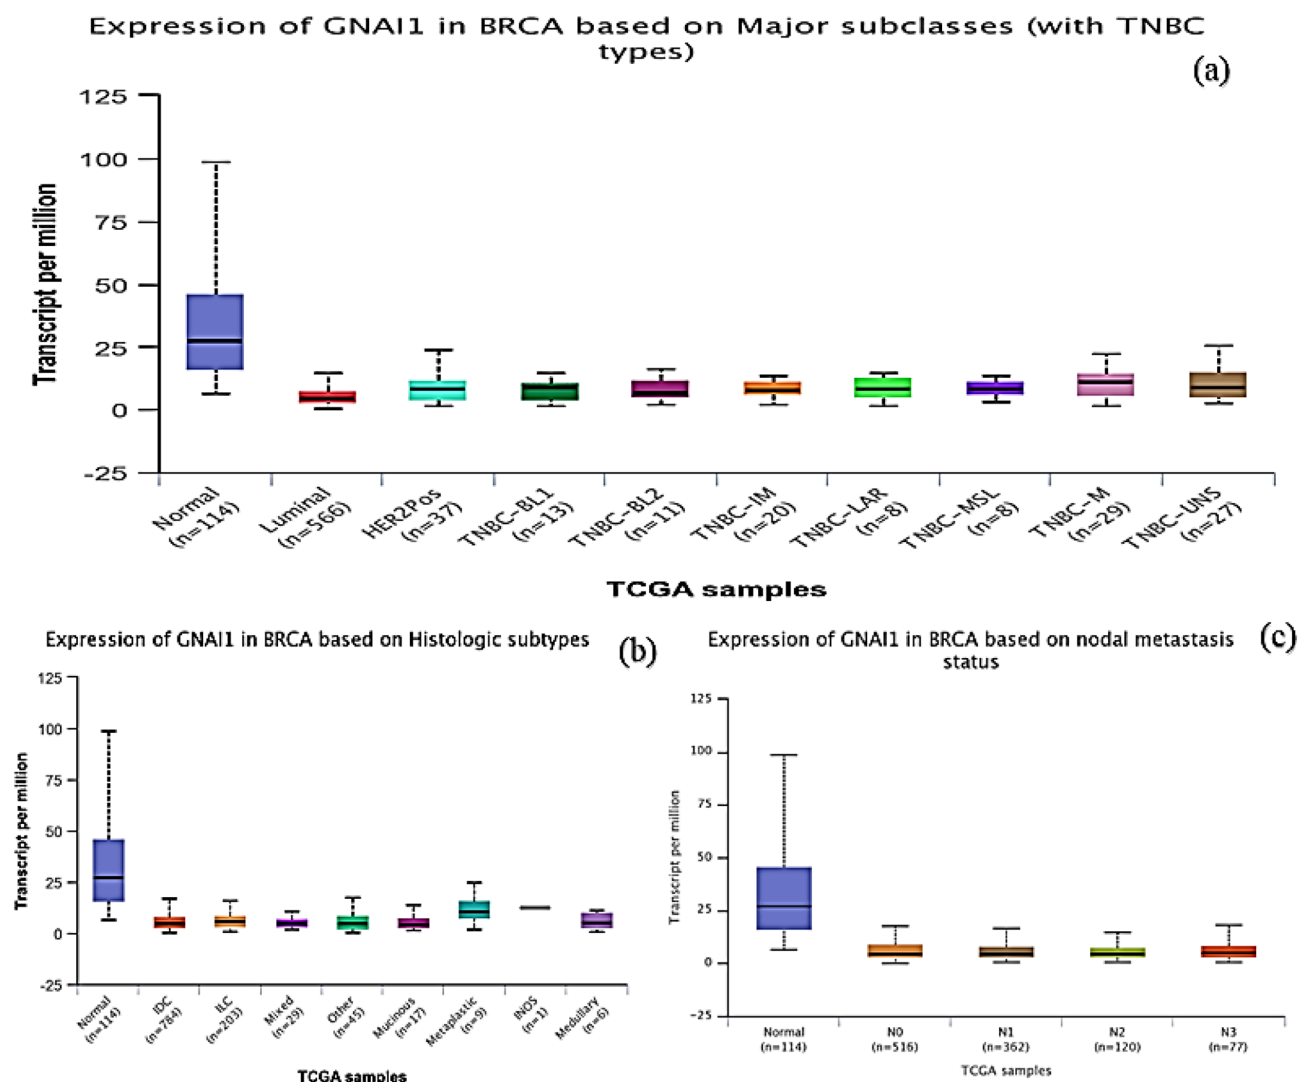 Expression of GNAI1 in BRCA based on Major subclasses (with TNBC
types)
(a)
Transcript per million
125
100
75
50
25
0
-25
Normal
(n=114)
Luminal
(n=566)
HER2Pos
(n=37)
TNBC-BL1
(n=13)
TNBC-BL2
(n=11)
TNBC-IM
(n=20)
TNBC-LAR
(n=8)
TNBC-MSL
(n=8)
TNBC-M
(n=29)
TNBC-UNS
(n=27)
TCGA samples
Expression of GNAI1 in BRCA based on Histologic subtypes
(b)
Transcript per million
125
100
75
50
25
0
-25
Normal
(n=114)
IDC
(n=784)
ILC
(n=203)
Mixed
(n=29)
Other
(n=45)
Mucinous
(n=17)
Metaplastic
(n=9)
INOS
(n=1)
Medullary
(n=6)
TCGA samples
Expression of GNAI1 in BRCA based on nodal metastasis
status
(c)
Transcript per million
125
100
75
50
25
0
-25
Normal
(n=114)
N0
(n=516)
N1
(n=362)
N2
(n=120)
N3
(n=77)
TCGA samples